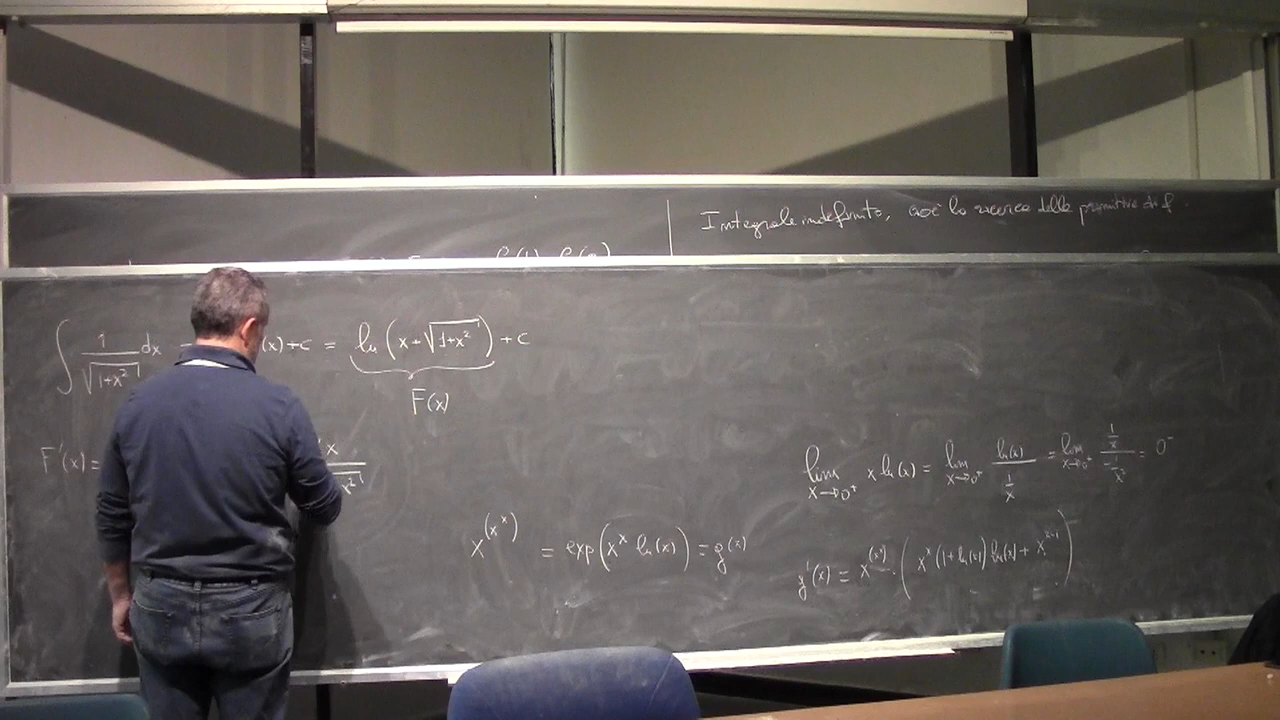 Integrale indefinito, cioè la ricerca delle primitive di f.
∫ 1/√(1+x²) dx (x)+c = ln(x+√(1+x²))+c
F(x)
F'(x)=
x
x²
lim x→0⁺ x ln(x) = lim x→0⁺ ln(x)/(1/x) = lim x→0⁺ (1/x)/(-1/x²) = 0⁻
x^(x^x) = exp(x^x ln(x)) = g(x)
g'(x) = x^(x^x) · (x^x (1+ln(x)) ln(x) + x^(x-1))